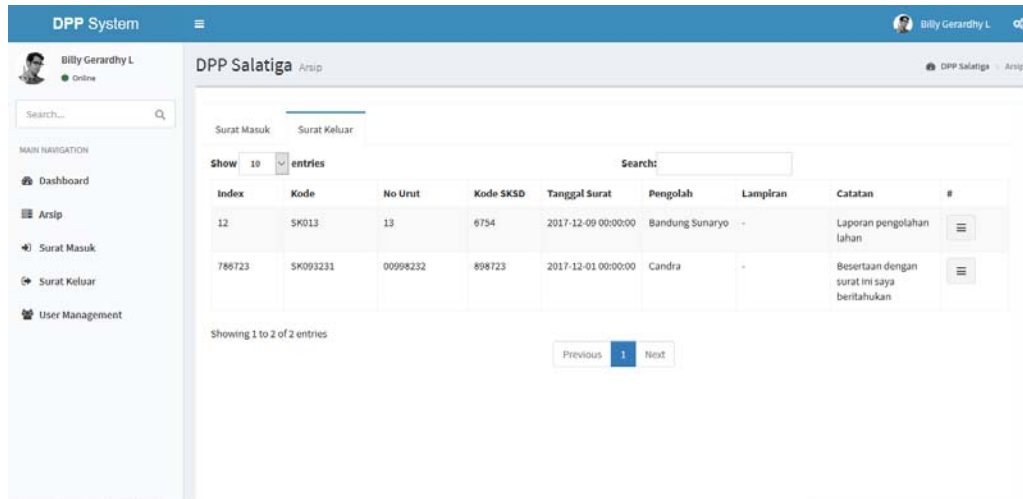 DPP System
Billy Gerardhy L
Billy Gerardhy L
Online
DPP Salatiga Arsip
DPP Salatiga > Arsip
Search...
MAIN NAVIGATION
Dashboard
Arsip
Surat Masuk
Surat Keluar
User Management
Surat Masuk Surat Keluar
Show 10 entries Search:
Index Kode No Urut Kode SKSD Tanggal Surat Pengolah Lampiran Catatan #
12 SK013 13 6754 2017-12-09 00:00:00 Bandung Sunaryo - Laporan pengolahan
lahan
786723 SK093231 00998232 898723 2017-12-01 00:00:00 Candra - Besertaan dengan
surat ini saya
beritahukan
Showing 1 to 2 of 2 entries
Previous 1 Next